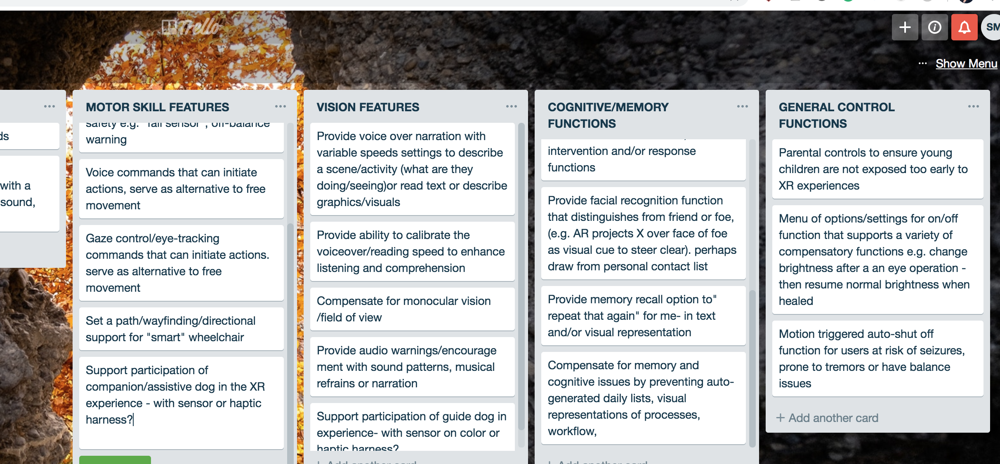 Trello
SM
Show Menu
ds
with a
sound,
MOTOR SKILL FEATURES
safety e.g. "fall sensor", off-balance
warning
Voice commands that can initiate
actions, serve as alternative to free
movement
Gaze control/eye-tracking
commands that can initiate actions.
serve as alternative to free
movement
Set a path/wayfinding/directional
support for "smart" wheelchair
Support participation of
companion/assistive dog in the XR
experience - with sensor or haptic
harness?
VISION FEATURES
Provide voice over narration with
variable speeds settings to describe
a scene/activity (what are they
doing/seeing)or read text or describe
graphics/visuals
Provide ability to calibrate the
voiceover/reading speed to enhance
listening and comprehension
Compensate for monocular vision
/field of view
Provide audio warnings/encourage
ment with sound patterns, musical
refrains or narration
Support participation of guide dog in
experience- with sensor on color or
haptic harness?
+ Add another card
COGNITIVE/MEMORY
FUNCTIONS
intervention and/or response
functions
Provide facial recognition function
that distinguishes from friend or foe,
(e.g. AR projects X over face of foe
as visual cue to steer clear). perhaps
draw from personal contact list
Provide memory recall option to"
repeat that again" for me- in text
and/or visual representation
Compensate for memory and
cognitive issues by preventing auto-
generated daily lists, visual
representations of processes,
workflow,
+ Add another card
GENERAL CONTROL
FUNCTIONS
Parental controls to ensure young
children are not exposed too early to
XR experiences
Menu of options/settings for on/off
function that supports a variety of
compensatory functions e.g. change
brightness after a an eye operation -
then resume normal brightness when
healed
Motion triggered auto-shut off
function for users at risk of seizures,
prone to tremors or have balance
issues
+ Add another card